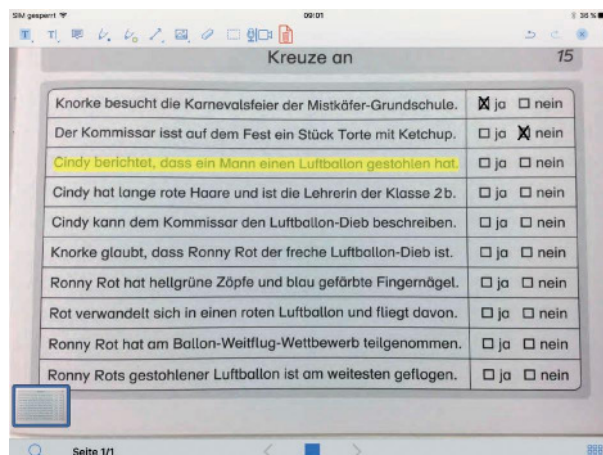 SIM gesperrt
09:01
36 %
Kreuze an 15
Knorke besucht die Karnevalsfeier der Mistkäfer-Grundschule. ja nein
Der Kommissar isst auf dem Fest ein Stück Torte mit Ketchup. ja nein
Cindy berichtet, dass ein Mann einen Luftballon gestohlen hat. ja nein
Cindy hat lange rote Haare und ist die Lehrerin der Klasse 2b. ja nein
Cindy kann dem Kommissar den Luftballon-Dieb beschreiben. ja nein
Knorke glaubt, dass Ronny Rot der freche Luftballon-Dieb ist. ja nein
Ronny Rot hat hellgrüne Zöpfe und blau gefärbte Fingernägel. ja nein
Rot verwandelt sich in einen roten Luftballon und fliegt davon. ja nein
Ronny Rot hat am Ballon-Weitflug-Wettbewerb teilgenommen. ja nein
Ronny Rots gestohlener Luftballon ist am weitesten geflogen. ja nein
Seite 1/1